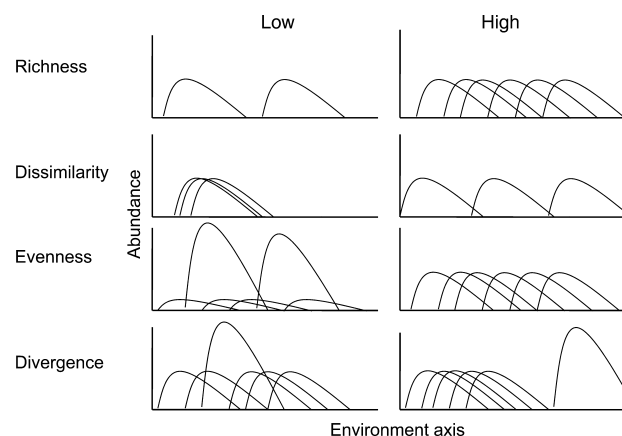 Low High
Richness
Dissimilarity
Abundance
Evenness
Divergence
Environment axis